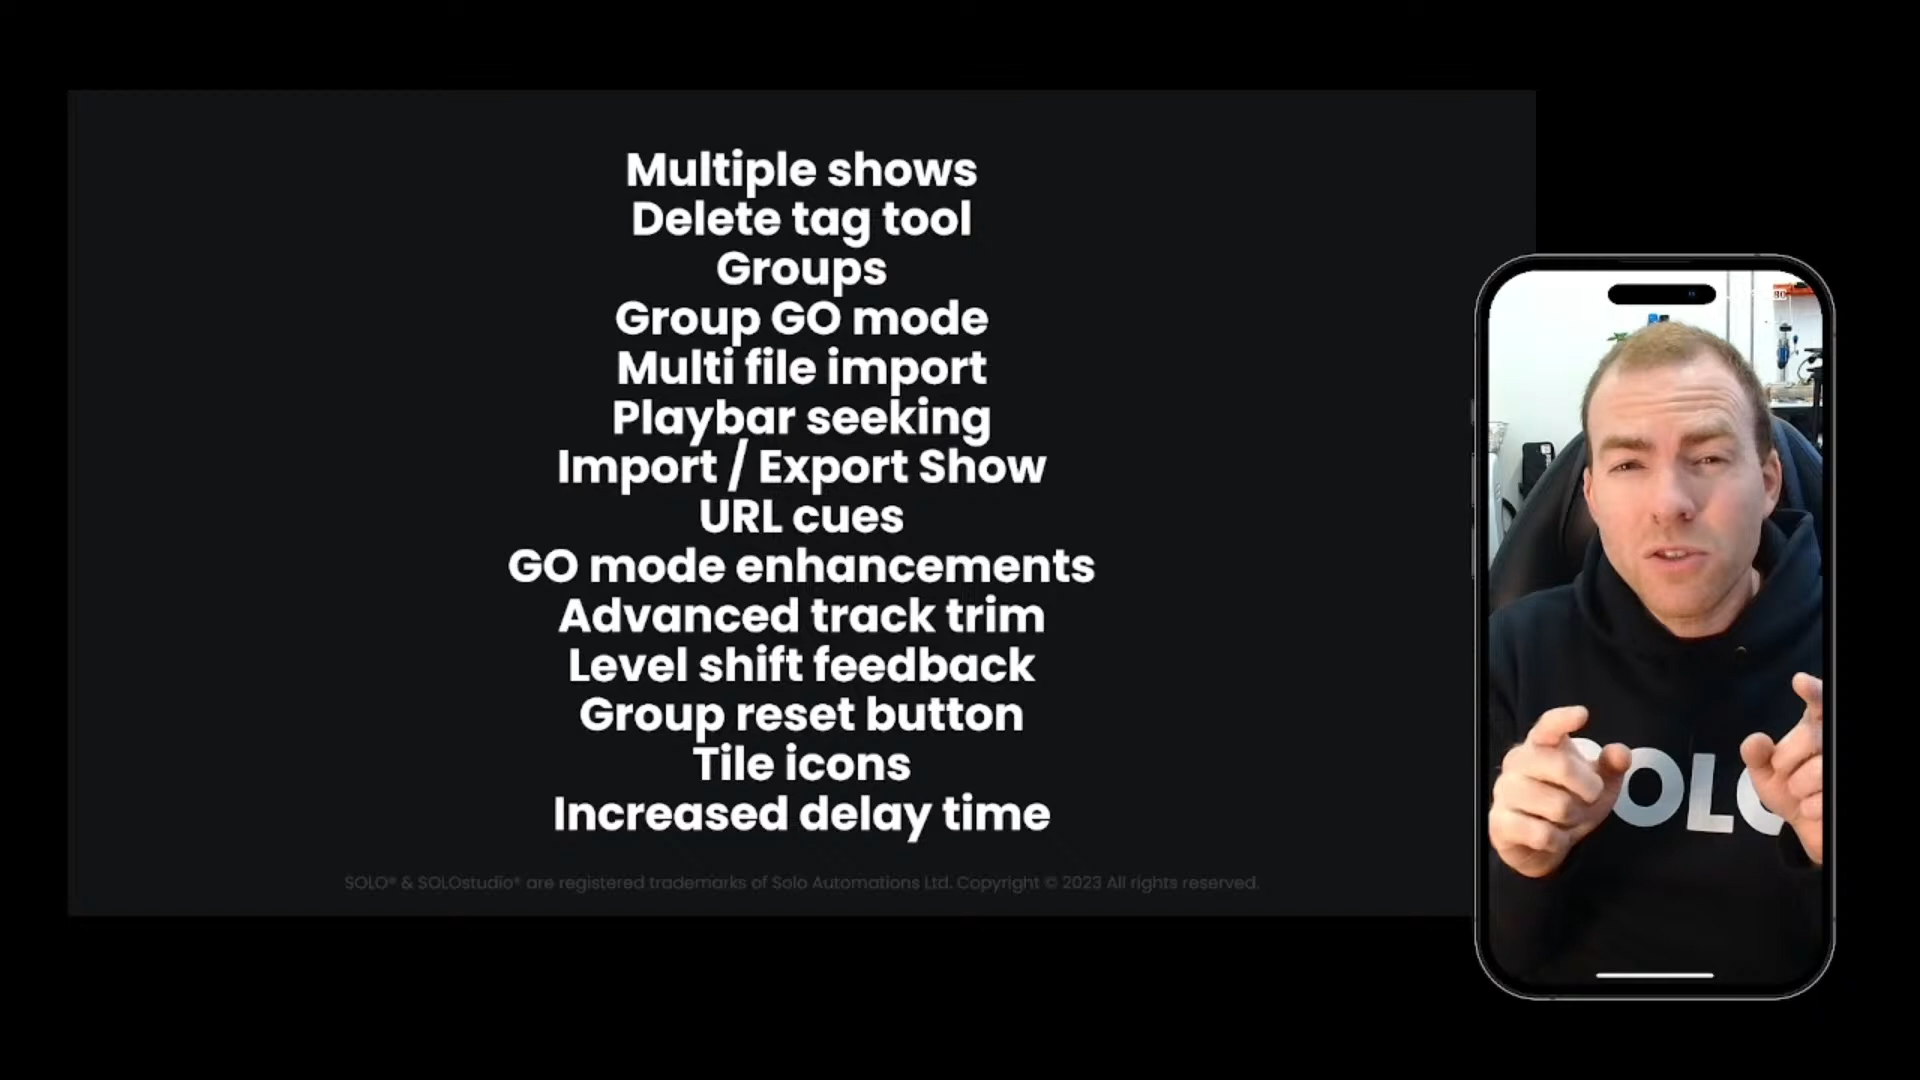 Multiple shows
Delete tag tool
Groups
Group GO mode
Multi file import
Playbar seeking
Import / Export Show
URL cues
GO mode enhancements
Advanced track trim
Level shift feedback
Group reset button
Tile icons
Increased delay time
SOLO® & SOLOstudio® are registered trademarks of Solo Automations Ltd. Copyright © 2023 All rights reserved.
OLO